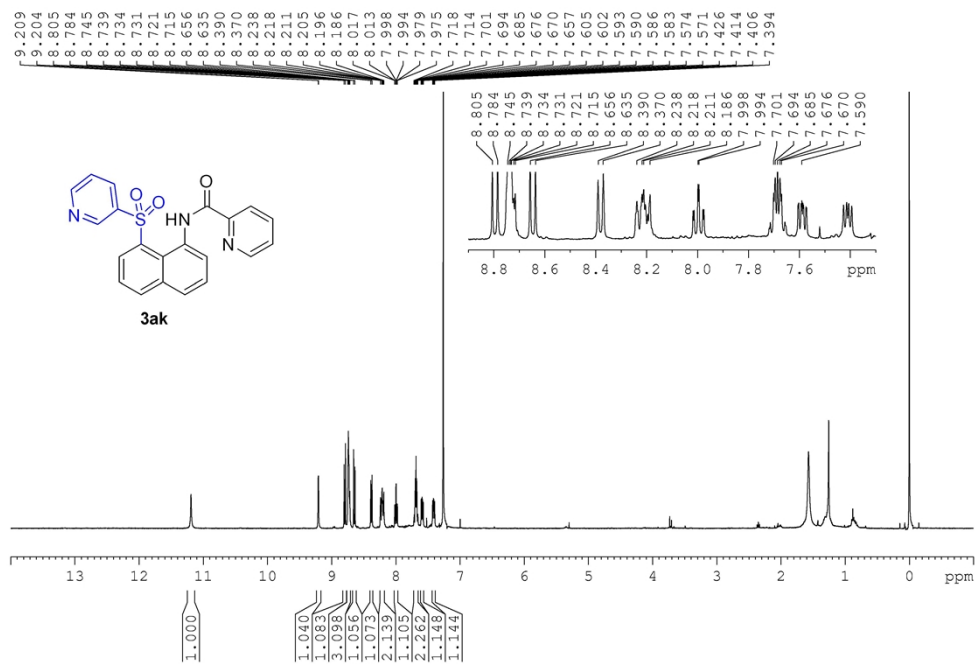 9.209 9.204 8.805 8.784 8.745 8.739 8.734 8.731 8.721 8.715 8.656 8.635 8.390 8.370 8.238 8.218 8.211 8.205 8.196 8.186 8.017 8.013 7.998 7.994 7.979 7.975 7.718 7.714 7.701 7.694 7.685 7.676 7.670 7.657 7.605 7.602 7.593 7.590 7.586 7.583 7.574 7.571 7.426 7.414 7.406 7.394
8.805 8.784 8.745 8.739 8.734 8.731 8.721 8.715 8.656 8.635 8.390 8.370 8.238 8.218 8.211 8.186 7.998 7.994 7.701 7.694 7.685 7.676 7.670 7.590
8.8 8.6 8.4 8.2 8.0 7.8 7.6 ppm
O
O O
N S HN
N
3ak
13 12 11 10 9 8 7 6 5 4 3 2 1 0 ppm
1.000 1.040 1.083 3.098 1.056 1.073 2.139 1.105 2.262 1.148 1.144